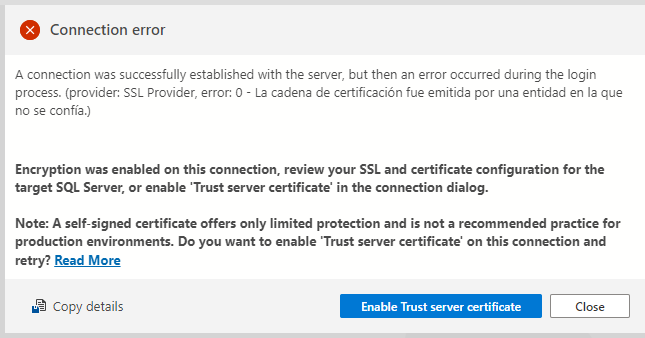 Connection error
A connection was successfully established with the server, but then an error occurred during the login
process. (provider: SSL Provider, error: 0 - La cadena de certificación fue emitida por una entidad en la que
no se confía.)
Encryption was enabled on this connection, review your SSL and certificate configuration for the
target SQL Server, or enable 'Trust server certificate' in the connection dialog.
Note: A self-signed certificate offers only limited protection and is not a recommended practice for
production environments. Do you want to enable 'Trust server certificate' on this connection and
retry? Read More
Copy details
Enable Trust server certificate
Close